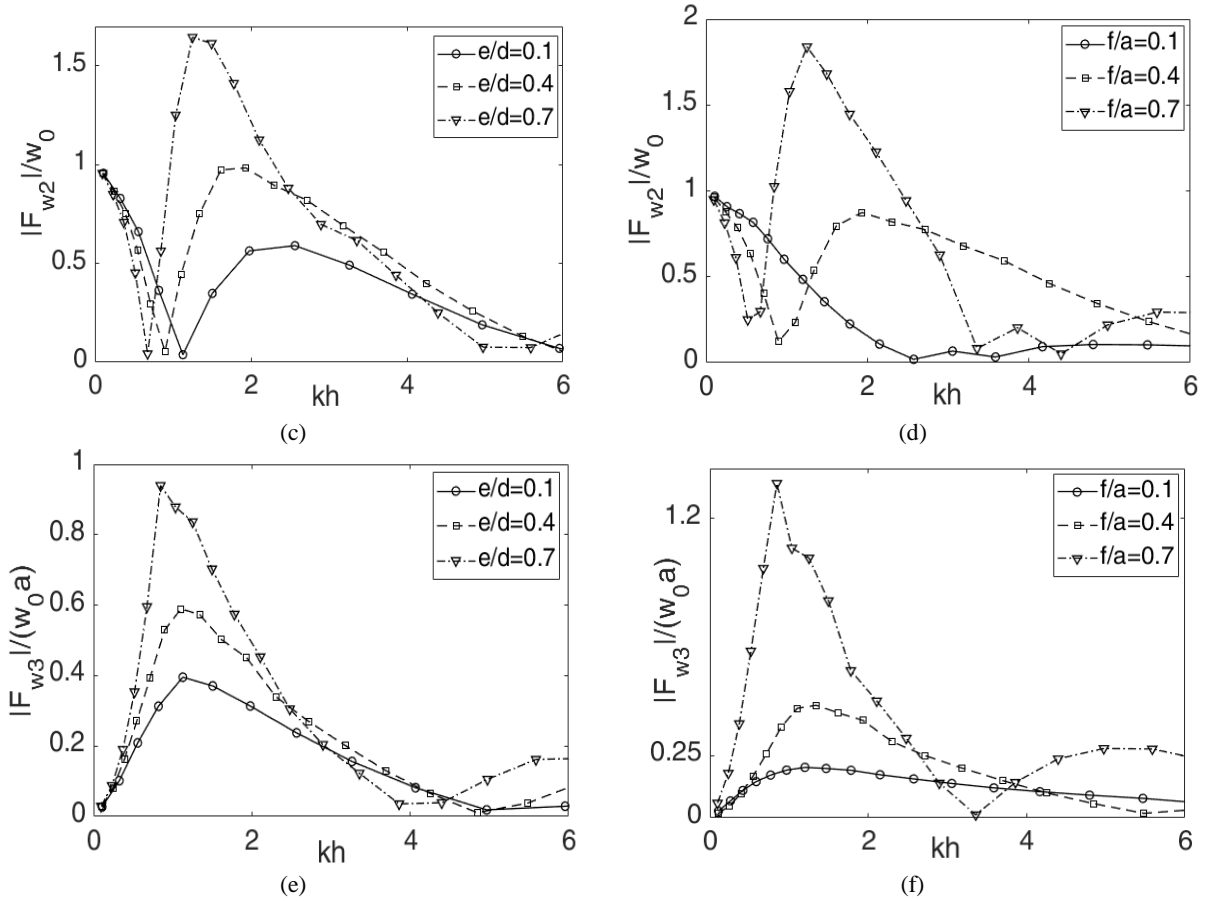 1.5
1
0.5
0
|F_w2|/w_0
0 2 4 6
kh
e/d=0.1
e/d=0.4
e/d=0.7
(c)
2
1.5
1
0.5
0
|F_w2|/w_0
0 2 4 6
kh
f/a=0.1
f/a=0.4
f/a=0.7
(d)
1
0.8
0.6
0.4
0.2
0
|F_w3|/(w_0 a)
0 2 4 6
kh
e/d=0.1
e/d=0.4
e/d=0.7
(e)
1.2
0.25
0
|F_w3|/(w_0 a)
0 2 4 6
kh
f/a=0.1
f/a=0.4
f/a=0.7
(f)